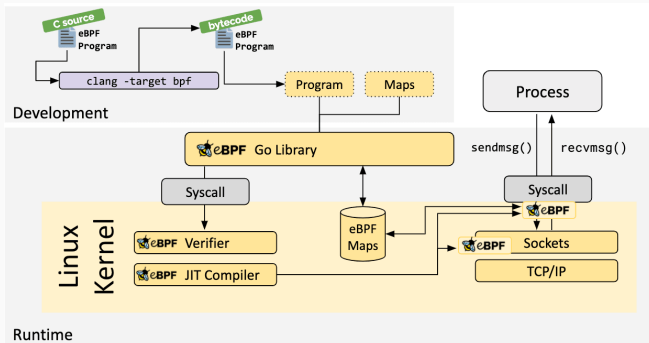 C source
eBPF
Program
bytecode
eBPF
Program
clang -target bpf
Program
Maps
Development
Process
sendmsg()
recvmsg()
eBPF Go Library
Syscall
Syscall
eBPF
Linux
Kernel
eBPF Verifier
eBPF
Maps
eBPF Sockets
eBPF JIT Compiler
TCP/IP
Runtime